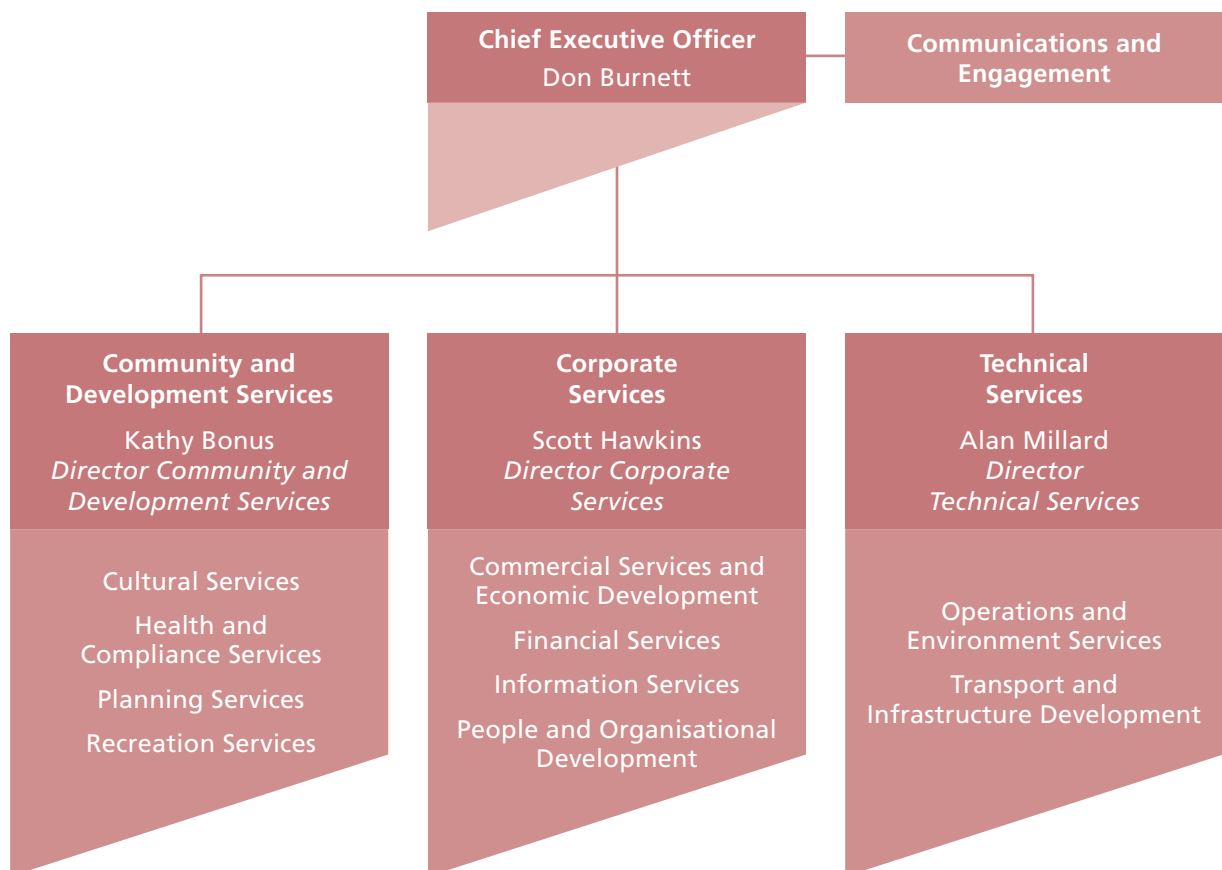 Chief Executive Officer
Don Burnett
Communications and
Engagement
Community and
Development Services
Kathy Bonus
Director Community and
Development Services
Cultural Services
Health and
Compliance Services
Planning Services
Recreation Services
Corporate
Services
Scott Hawkins
Director Corporate
Services
Commercial Services and
Economic Development
Financial Services
Information Services
People and Organisational
Development
Technical
Services
Alan Millard
Director
Technical Services
Operations and
Environment Services
Transport and
Infrastructure Development